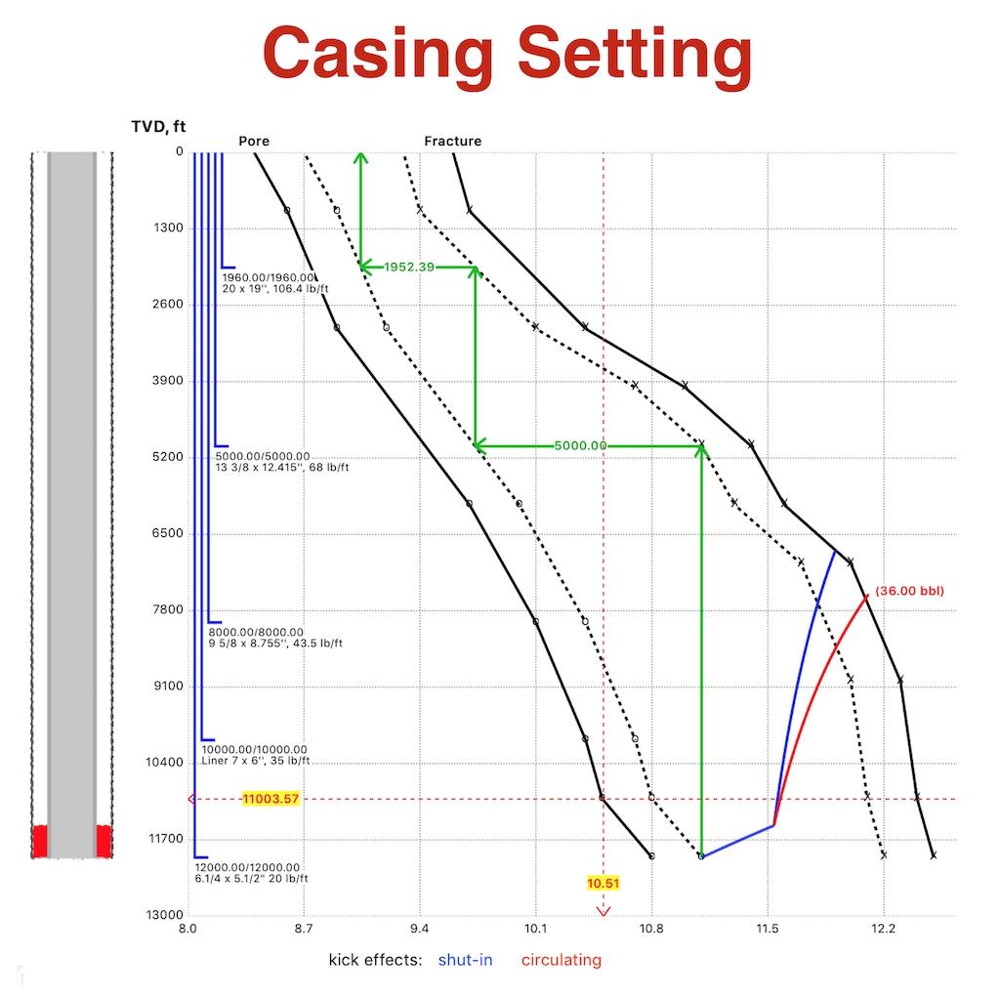 Casing Setting
TVD, ft
Pore
Fracture
0
1300
2600
3900
5200
6500
7800
9100
10400
11700
13000
1952.39
1960.00/1960.00
20 x 19'', 106.4 lb/ft
5000.00
5000.00/5000.00
13 3/8 x 12.415'', 68 lb/ft
(36.00 bbl)
8000.00/8000.00
9 5/8 x 8.755'', 43.5 lb/ft
10000.00/10000.00
Liner 7 x 6'', 35 lb/ft
11003.57
12000.00/12000.00
6.1/4 x 5.1/2" 20 lb/ft
10.51
8.0 8.7 9.4 10.1 10.8 11.5 12.2
kick effects: shut-in circulating